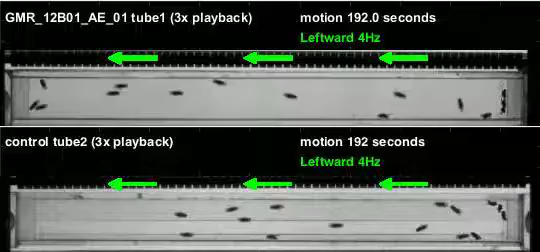 GMR_12B01_AE_01 tube1 (3x playback)
motion 192.0 seconds
Leftward 4Hz
control tube2 (3x playback)
motion 192 seconds
Leftward 4Hz